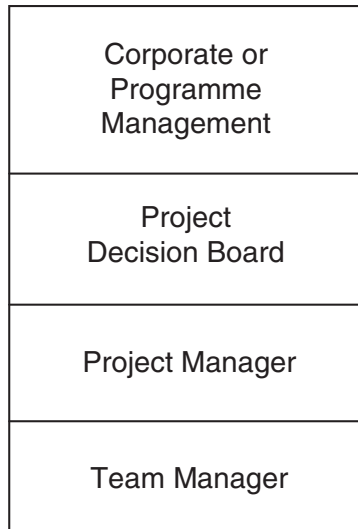 Corporate or
Programme
Management
Project
Decision Board
Project Manager
Team Manager